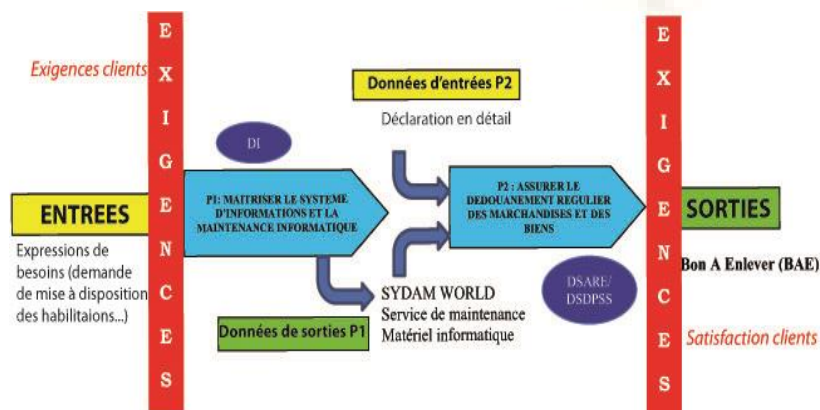 Exigences clients
E
X
I
G
E
N
C
E
S
ENTREES
Expressions de
besoins (demande
de mise à disposition
des habilitaions...)
DI
P1: MAITRISER LE SYSTEME
D'INFORMATIONS ET LA
MAINTENANCE INFORMATIQUE
Données de sorties P1
SYDAM WORLD
Service de maintenance
Matériel informatique
Données d'entrées P2
Déclaration en détail
P2 : ASSURER LE
DEDOUANEMENT REGULIER
DES MARCHANDISES ET DES
BIENS
DSARE/
DSDPSS
E
X
I
G
E
N
C
E
S
SORTIES
Bon A Enlever (BAE)
Satisfaction clients